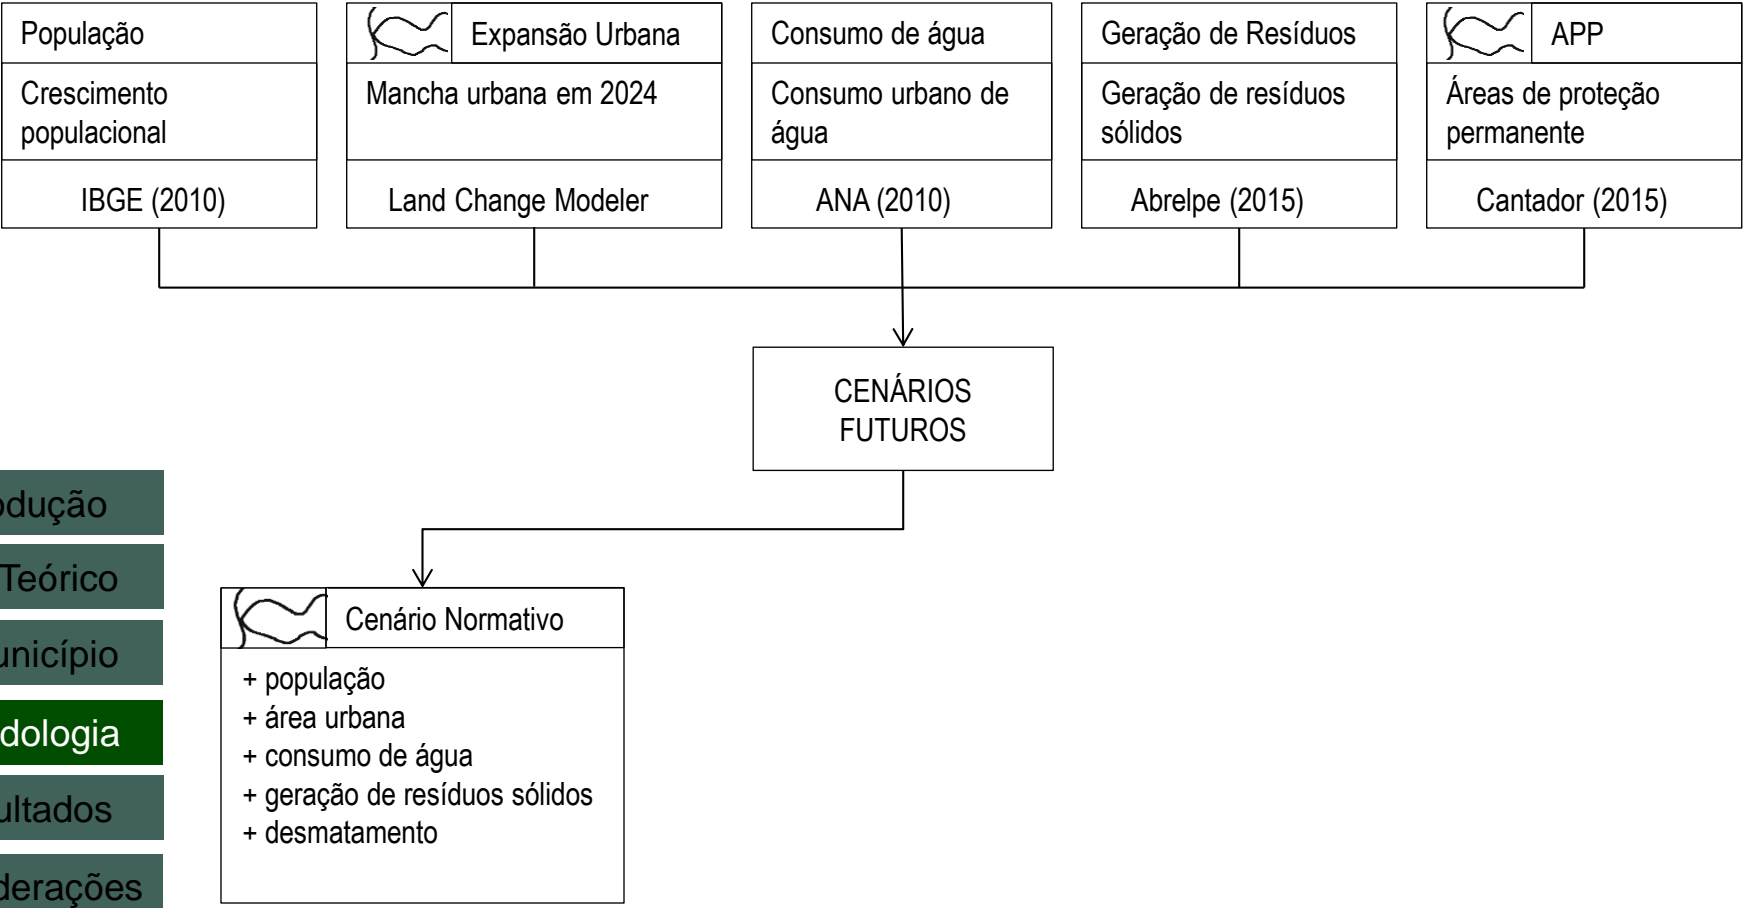 População
Crescimento
populacional
IBGE (2010)
Expansão Urbana
Mancha urbana em 2024
Land Change Modeler
Consumo de água
Consumo urbano de
água
ANA (2010)
Geração de Resíduos
Geração de resíduos
sólidos
Abrelpe (2015)
APP
Áreas de proteção
permanente
Cantador (2015)
CENÁRIOS
FUTUROS
odução
Teórico
unicípio
dologia
ultados
derações
Cenário Normativo
+ população
+ área urbana
+ consumo de água
+ geração de resíduos sólidos
+ desmatamento